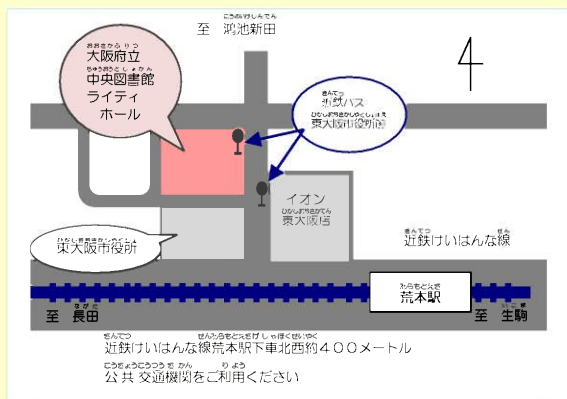 至 鴻池新田
大阪府立
中央図書館
ライティ
ホール
近鉄バス
東大阪市役所前
イオン
東大阪店
東大阪市役所
近鉄けいはんな線
荒本駅
至 長田
至 生駒
近鉄けいはんな線荒本駅下車北西約400メートル
公共交通機関をご利用ください